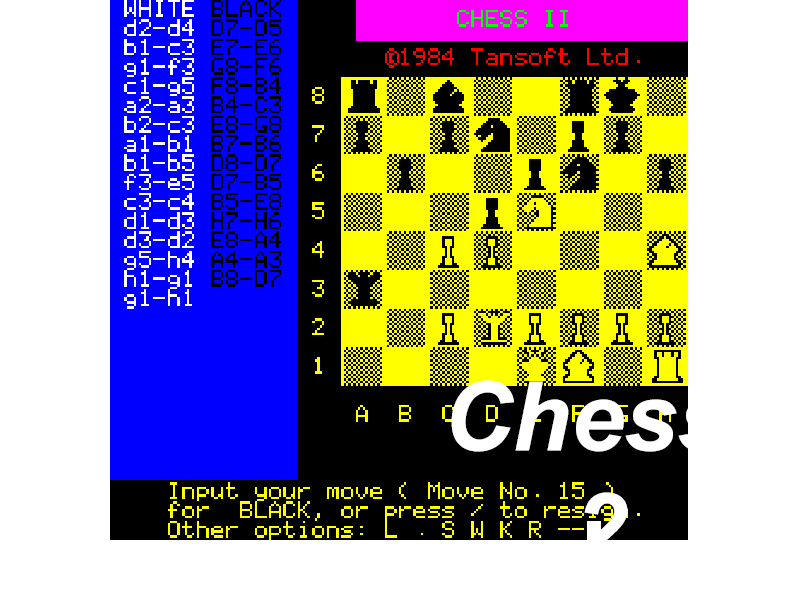 WHITE BLACK
CHESS II
d2-d4 D7-D5
b1-c3 E7-E6
©1984 Tansoft Ltd.
g1-f3 G8-F6
c1-g5 F8-B4
a2-a3 B4-C3
b2-c3 E8-G8
a1-b1 B7-B6
b1-b5 D8-D7
f3-e5 D7-B5
c3-c4 B5-E8
d1-d3 H7-H6
d3-d2 E8-A4
g5-h4 A4-A3
h1-g1 B8-D7
g1-h1
8
7
6
5
4
3
2
1
A B C D E F G H
Chess
2
Input your move ( Move No. 15 )
for BLACK, or press / to resign.
Other options: L . S W K R --